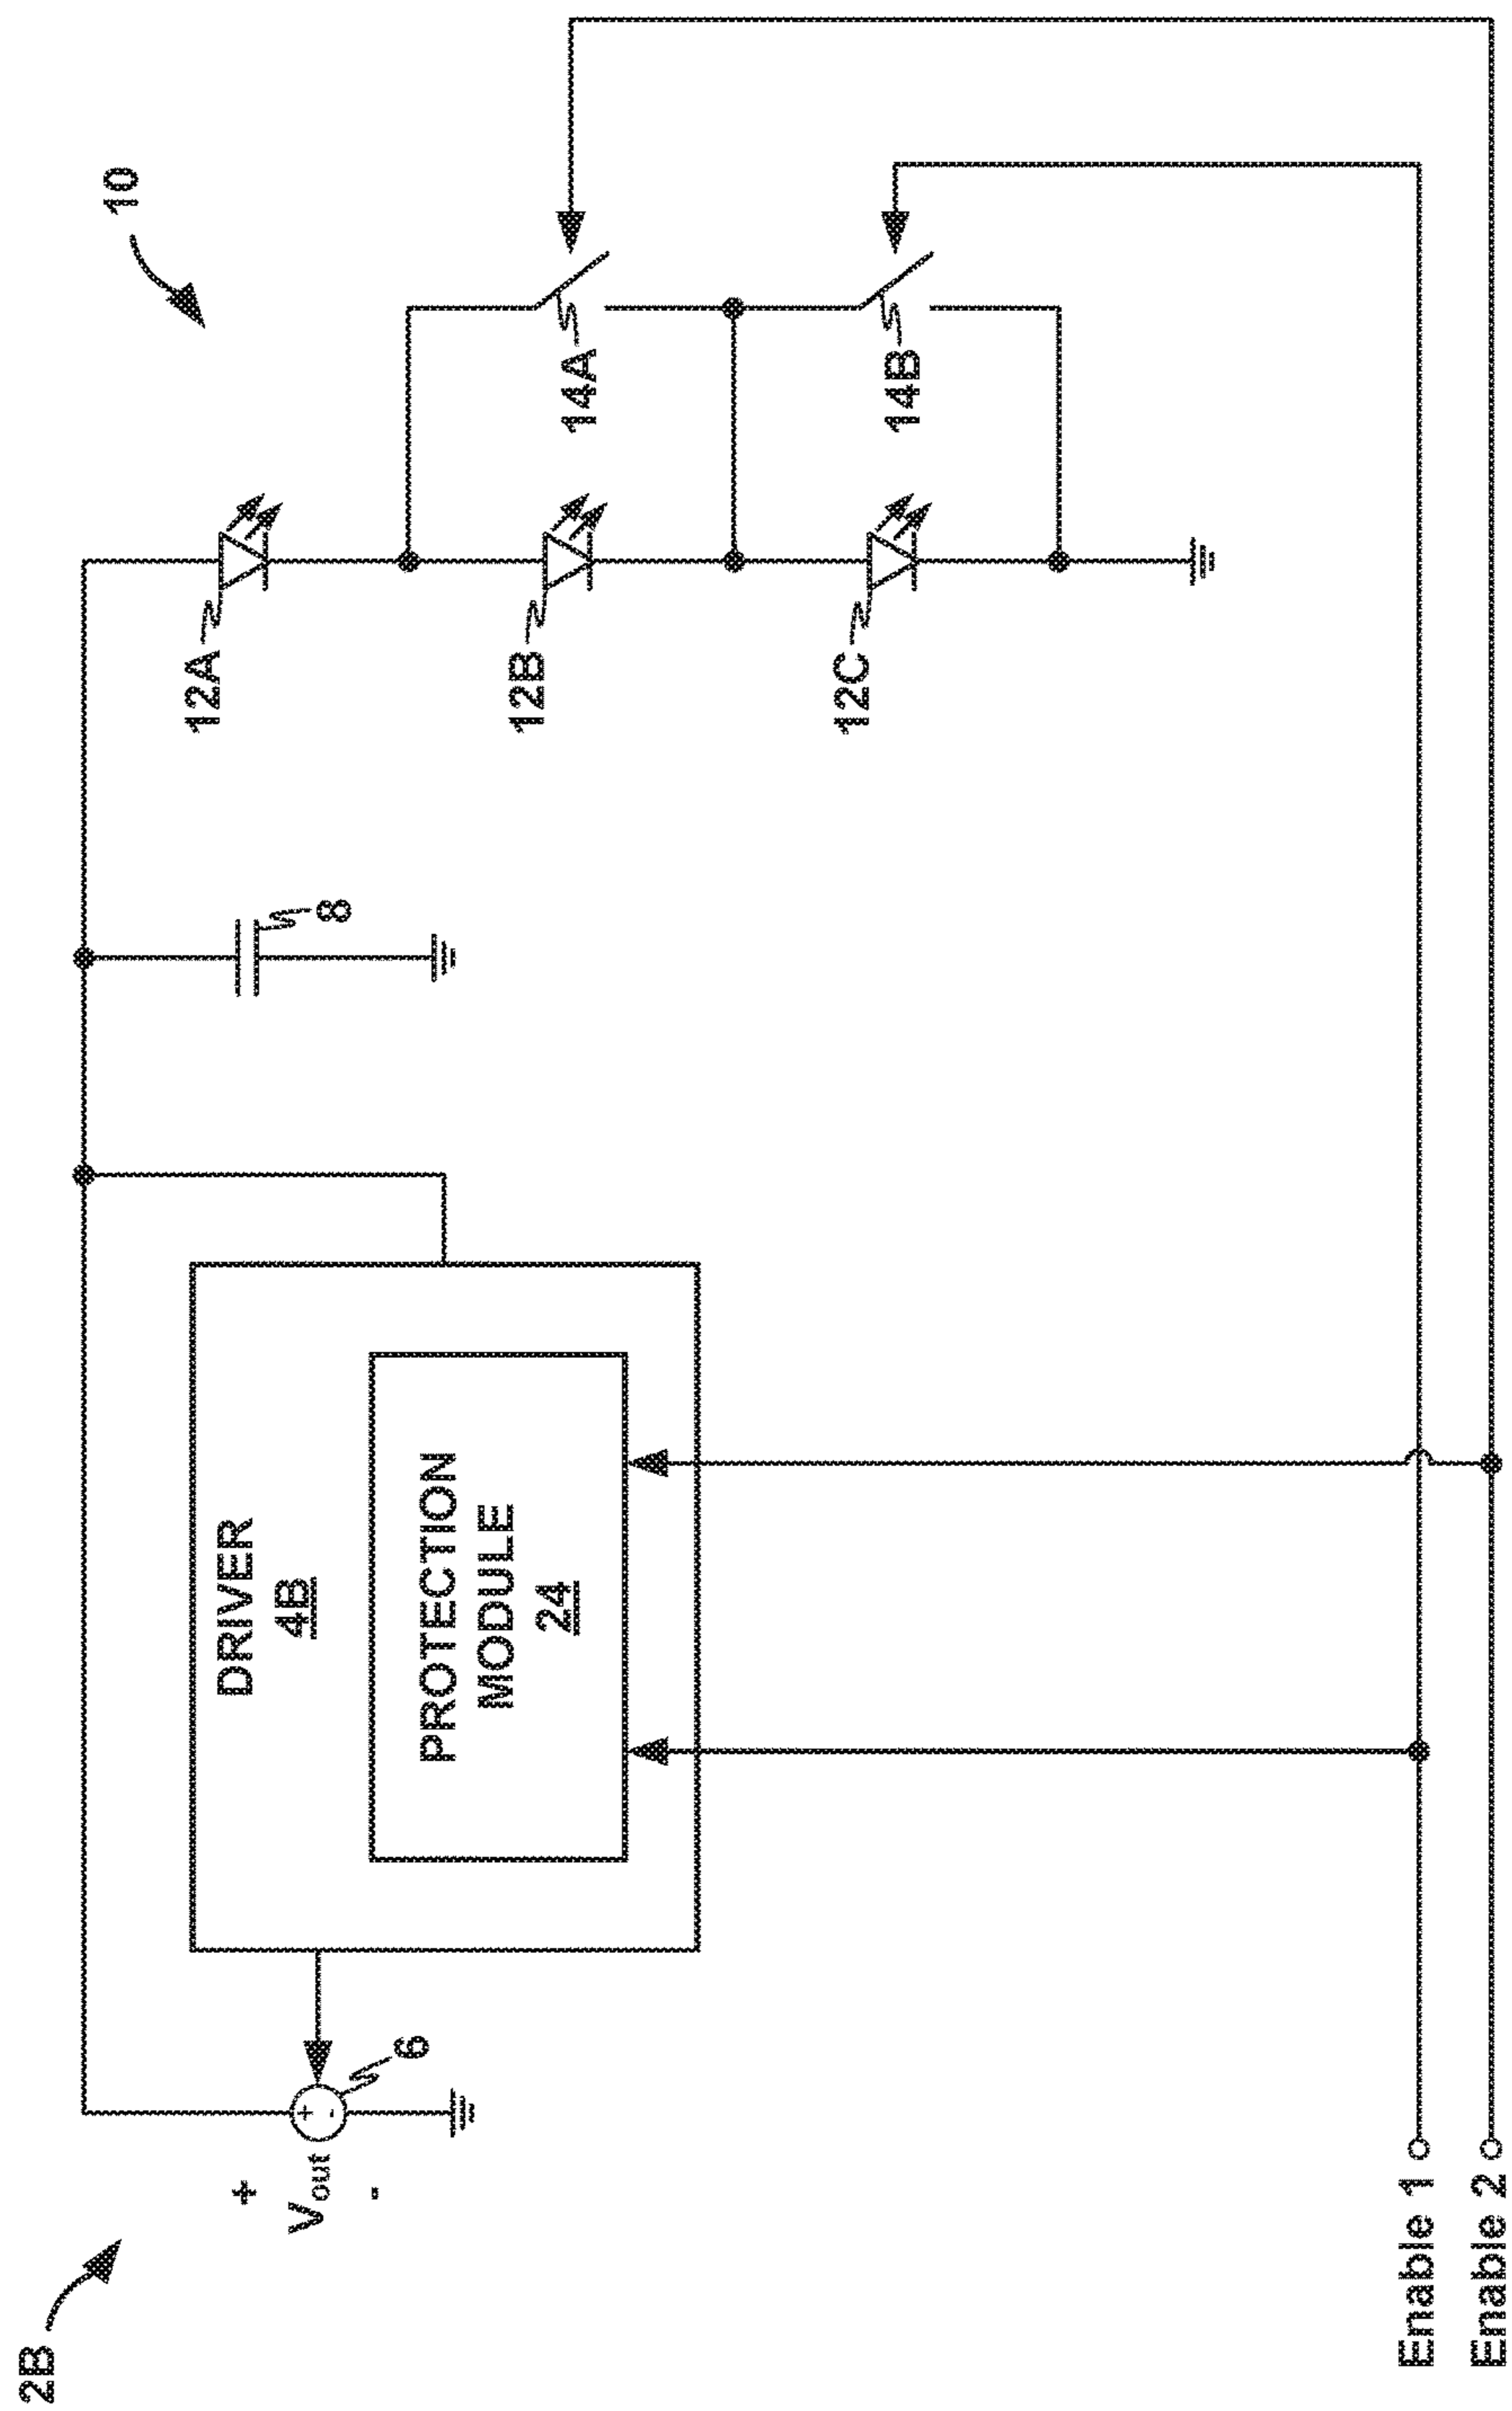 2B
10
+
Vout
-
+
-
6
DRIVER
4B
PROTECTION
MODULE
24
8
12A
12B
12C
14A
14B
Enable 1
Enable 2